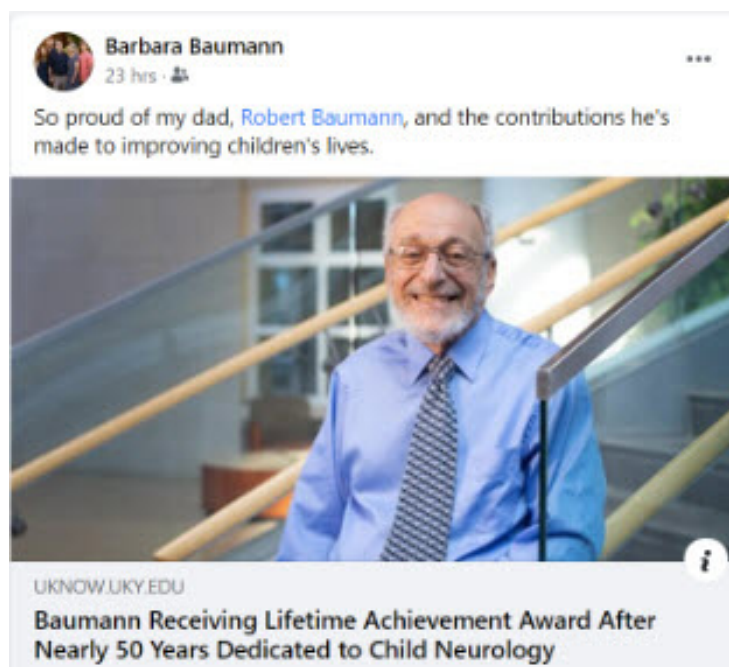 Barbara Baumann
23 hrs ·
So proud of my dad, Robert Baumann, and the contributions he's
made to improving children's lives.
i
UKNOW.UKY.EDU
Baumann Receiving Lifetime Achievement Award After
Nearly 50 Years Dedicated to Child Neurology